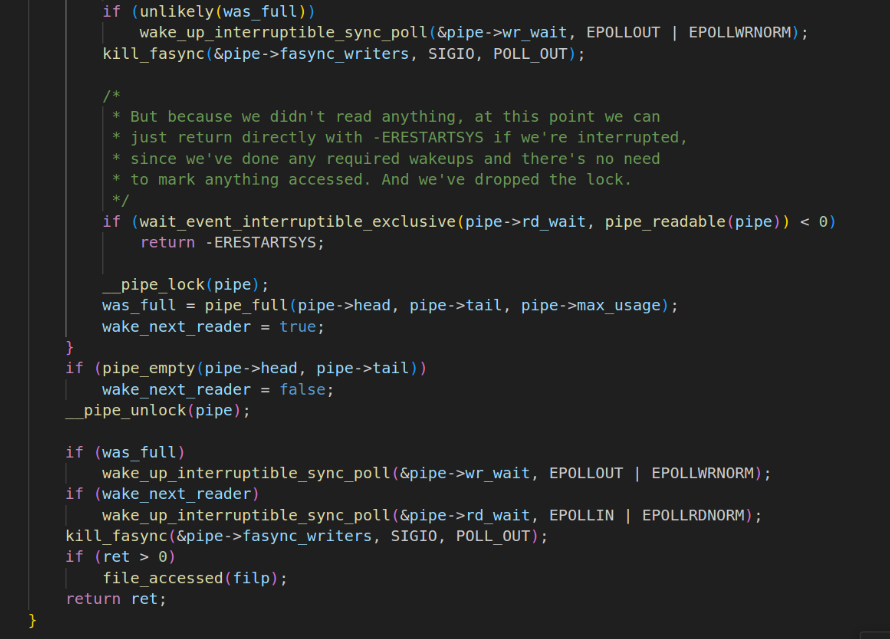 if (unlikely(was_full))
wake_up_interruptible_sync_poll(&pipe->wr_wait, EPOLLOUT | EPOLLWRNORM);
kill_fasync(&pipe->fasync_writers, SIGIO, POLL_OUT);
/*
* But because we didn't read anything, at this point we can
* just return directly with -ERESTARTSYS if we're interrupted,
* since we've done any required wakeups and there's no need
* to mark anything accessed. And we've dropped the lock.
*/
if (wait_event_interruptible_exclusive(pipe->rd_wait, pipe_readable(pipe)) < 0)
return -ERESTARTSYS;
__pipe_lock(pipe);
was_full = pipe_full(pipe->head, pipe->tail, pipe->max_usage);
wake_next_reader = true;
}
if (pipe_empty(pipe->head, pipe->tail))
wake_next_reader = false;
__pipe_unlock(pipe);
if (was_full)
wake_up_interruptible_sync_poll(&pipe->wr_wait, EPOLLOUT | EPOLLWRNORM);
if (wake_next_reader)
wake_up_interruptible_sync_poll(&pipe->rd_wait, EPOLLIN | EPOLLRDNORM);
kill_fasync(&pipe->fasync_writers, SIGIO, POLL_OUT);
if (ret > 0)
file_accessed(filp);
return ret;
}